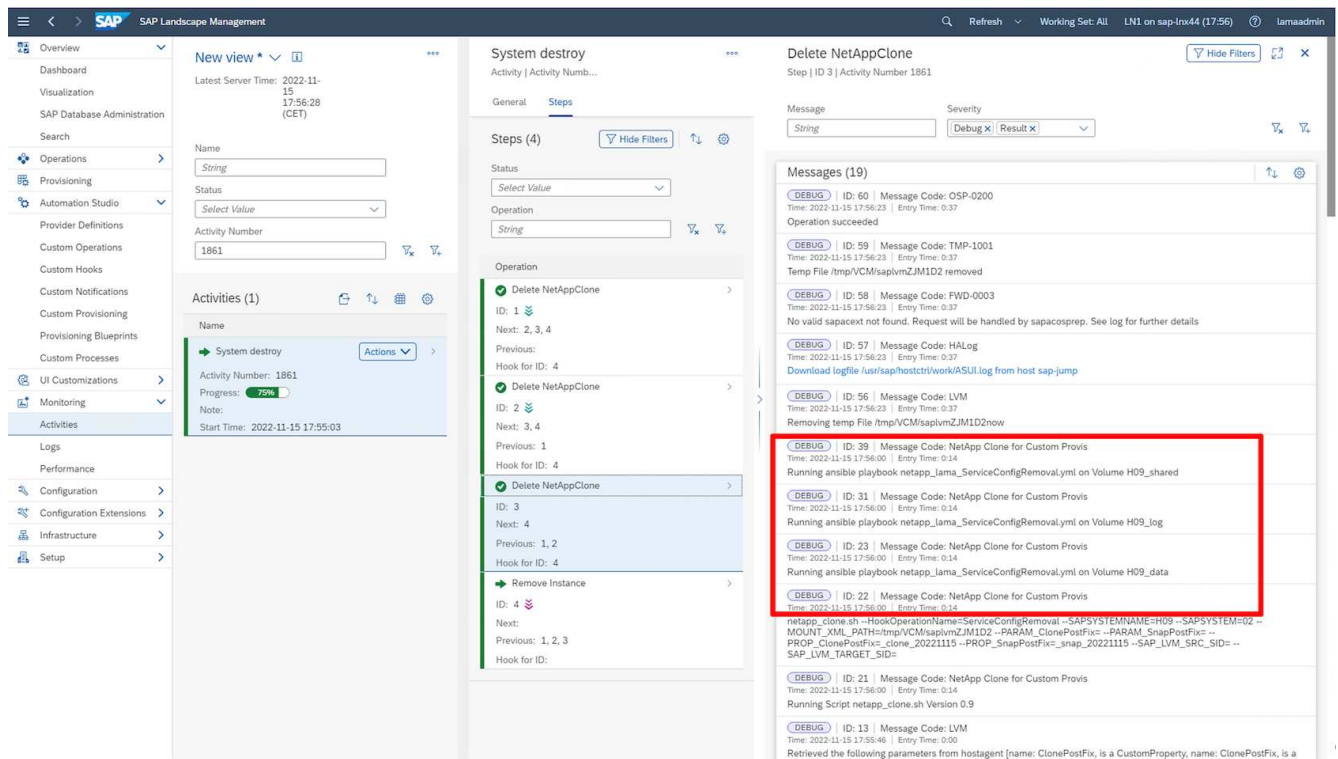 SAP SAP Landscape Management
Refresh Working Set: All LN1 on sap-lnx44 (17:56) lamaadmin
Overview
Dashboard
Visualization
SAP Database Administration
Search
Operations
Provisioning
Automation Studio
Provider Definitions
Custom Operations
Custom Hooks
Custom Notifications
Custom Provisioning
Provisioning Blueprints
Custom Processes
UI Customizations
Monitoring
Activities
Logs
Performance
Configuration
Configuration Extensions
Infrastructure
Setup
New view *
Latest Server Time: 2022-11-
15
17:56:28
(CET)
Name
String
Status
Select Value
Activity Number
1861
Activities (1)
Name
System destroy Actions
Activity Number: 1861
Progress: 75%
Note:
Start Time: 2022-11-15 17:55:03
System destroy
Activity | Activity Numb...
General Steps
Steps (4) Hide Filters
Status
Select Value
Operation
String
Operation
Delete NetAppClone
ID: 1
Next: 2, 3, 4
Previous:
Hook for ID: 4
Delete NetAppClone
ID: 2
Next: 3, 4
Previous: 1
Hook for ID: 4
Delete NetAppClone
ID: 3
Next: 4
Previous: 1, 2
Hook for ID: 4
Remove Instance
ID: 4
Next:
Previous: 1, 2, 3
Hook for ID:
Delete NetAppClone Hide Filters
Step | ID 3 | Activity Number 1861
Message Severity
String Debug Result
Messages (19)
DEBUG | ID: 60 | Message Code: OSP-0200
Time: 2022-11-15 17:56:23 | Entry Time: 0:37
Operation succeeded
DEBUG | ID: 59 | Message Code: TMP-1001
Time: 2022-11-15 17:56:23 | Entry Time: 0:37
Temp File /tmp/VCM/saplvmZJM1D2 removed
DEBUG | ID: 58 | Message Code: FWD-0003
Time: 2022-11-15 17:56:23 | Entry Time: 0:37
No valid sapacext not found. Request will be handled by sapacosprep. See log for further details
DEBUG | ID: 57 | Message Code: HALog
Time: 2022-11-15 17:56:23 | Entry Time: 0:37
Download logfile /usr/sap/hostctrl/work/ASUI.log from host sap-jump
DEBUG | ID: 56 | Message Code: LVM
Time: 2022-11-15 17:56:23 | Entry Time: 0:37
Removing temp File /tmp/VCM/saplvmZJM1D2now
DEBUG | ID: 39 | Message Code: NetApp Clone for Custom Provis
Time: 2022-11-15 17:56:00 | Entry Time: 0:14
Running ansible playbook netapp_lama_ServiceConfigRemoval.yml on Volume H09_shared
DEBUG | ID: 31 | Message Code: NetApp Clone for Custom Provis
Time: 2022-11-15 17:56:00 | Entry Time: 0:14
Running ansible playbook netapp_lama_ServiceConfigRemoval.yml on Volume H09_log
DEBUG | ID: 23 | Message Code: NetApp Clone for Custom Provis
Time: 2022-11-15 17:56:00 | Entry Time: 0:14
Running ansible playbook netapp_lama_ServiceConfigRemoval.yml on Volume H09_data
DEBUG | ID: 22 | Message Code: NetApp Clone for Custom Provis
Time: 2022-11-15 17:56:00 | Entry Time: 0:14
netapp_clone.sh --HookOperationName=ServiceConfigRemoval --SAPSYSTEMNAME=H09 --SAPSYSTEM=02 --
MOUNT_XML_PATH=/tmp/VCM/saplvmZJM1D2 --PARAM_ClonePostFix= --PARAM_SnapPostFix= --
PROP_ClonePostFix=_clone_20221115 --PROP_SnapPostFix=_snap_20221115 --SAP_LVM_SRC_SID= --
SAP_LVM_TARGET_SID=
DEBUG | ID: 21 | Message Code: NetApp Clone for Custom Provis
Time: 2022-11-15 17:56:00 | Entry Time: 0:14
Running Script netapp_clone.sh Version 0.9
DEBUG | ID: 13 | Message Code: LVM
Time: 2022-11-15 17:55:46 | Entry Time: 0:00
Retrieved the following parameters from hostagent [name: ClonePostFix, is a CustomProperty, name: ClonePostFix, is a